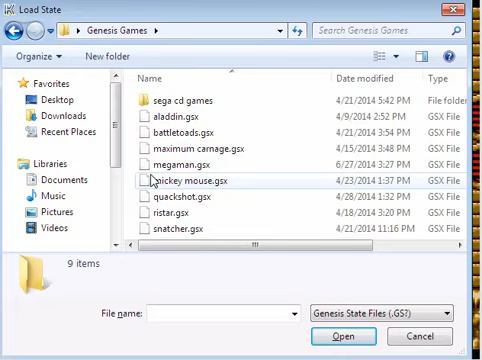 Load State
Genesis Games
Search Genesis Games
Organize
New folder
Name
Date modified
Type
Favorites
Desktop
Downloads
Recent Places
Libraries
Documents
Music
Pictures
Videos
sega cd games 4/21/2014 5:42 PM File folder
aladdin.gsx 4/9/2014 2:52 PM GSX File
battletoads.gsx 4/21/2014 3:42 PM GSX File
maximum carnage.gsx 4/15/2014 3:48 PM GSX File
megaman.gsx 6/27/2014 3:27 PM GSX File
mickey mouse.gsx 4/23/2014 1:37 PM GSX File
quackshot.gsx 4/28/2014 1:32 PM GSX File
ristar.gsx 4/18/2014 3:20 PM GSX File
snatcher.gsx 4/21/2014 11:16 PM GSX File
9 items
File name:
Genesis State Files (.GS?)
Open
Cancel